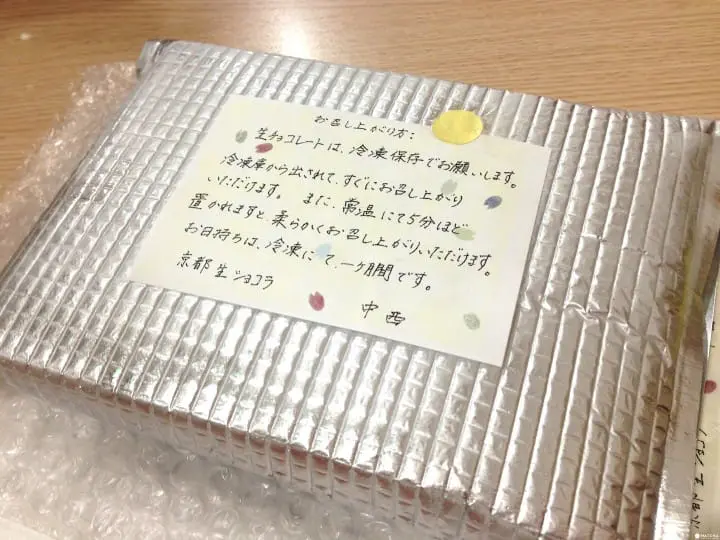 お召し上がり方:
生チョコレートは、冷凍保存でお願いします。
冷凍庫から出されて、すぐにお召し上がり
いただけます。 また、常温にて5分ほど
置かれますと、柔らかくお召し上がりいただけます。
お日持ちは、冷凍にて、一ヶ月間です。
京都生ショコラ
中西
MATCHA